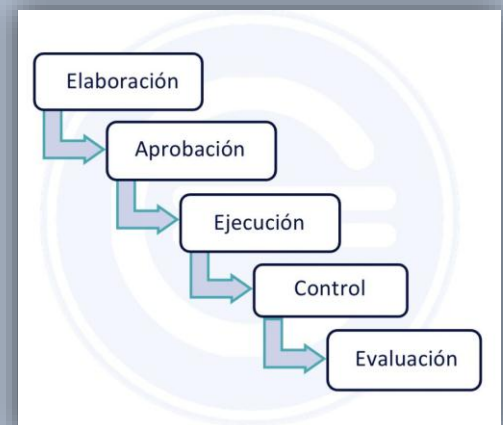 Elaboración
Aprobación
Ejecución
Control
Evaluación